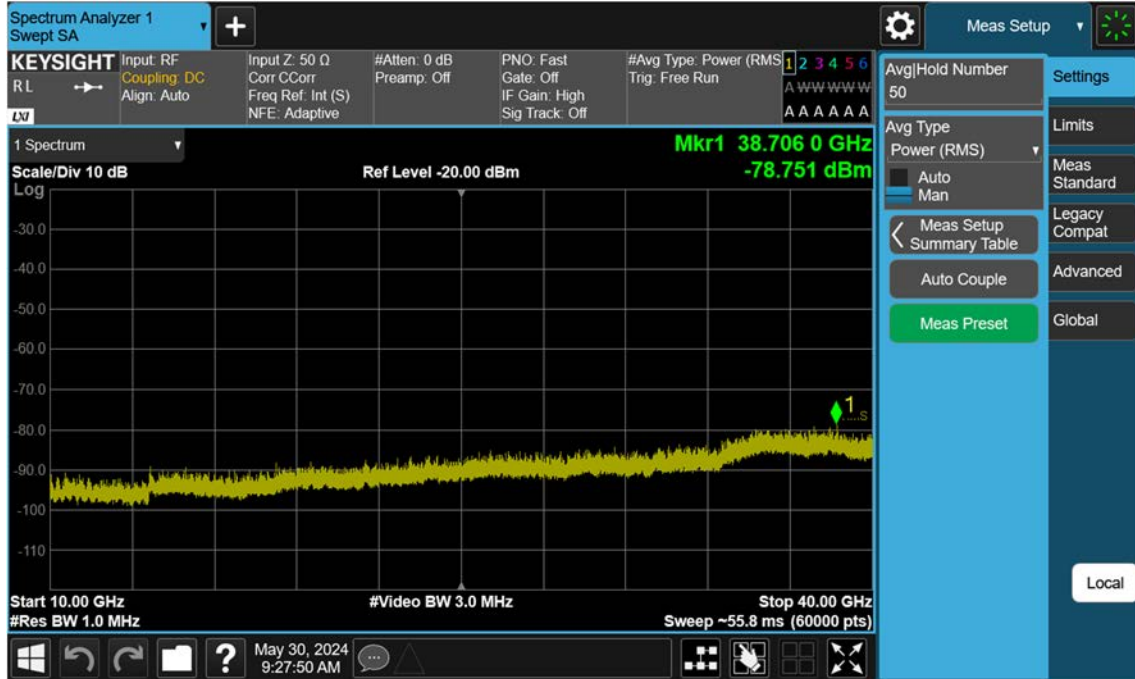 Spectrum Analyzer 1
Swept SA
Meas Setup
KEYSIGHT
R L
LXI
Input: RF
Coupling: DC
Align: Auto
Input Z: 50 Ω
Corr CCorr
Freq Ref: Int (S)
NFE: Adaptive
#Atten: 0 dB
Preamp: Off
PNO: Fast
Gate: Off
IF Gain: High
Sig Track: Off
#Avg Type: Power (RMS
Trig: Free Run
1 2 3 4 5 6
A W W W W W
A A A A A A
1 Spectrum
Mkr1 38.706 0 GHz
-78.751 dBm
Scale/Div 10 dB
Ref Level -20.00 dBm
Log
-30.0
-40.0
-50.0
-60.0
-70.0
-80.0
-90.0
-100
-110
1
S
Start 10.00 GHz
#Video BW 3.0 MHz
Stop 40.00 GHz
#Res BW 1.0 MHz
Sweep ~55.8 ms (60000 pts)
?
May 30, 2024
9:27:50 AM
Avg|Hold Number
50
Avg Type
Power (RMS)
Auto
Man
Meas Setup
Summary Table
Auto Couple
Meas Preset
Settings
Limits
Meas
Standard
Legacy
Compat
Advanced
Global
Local